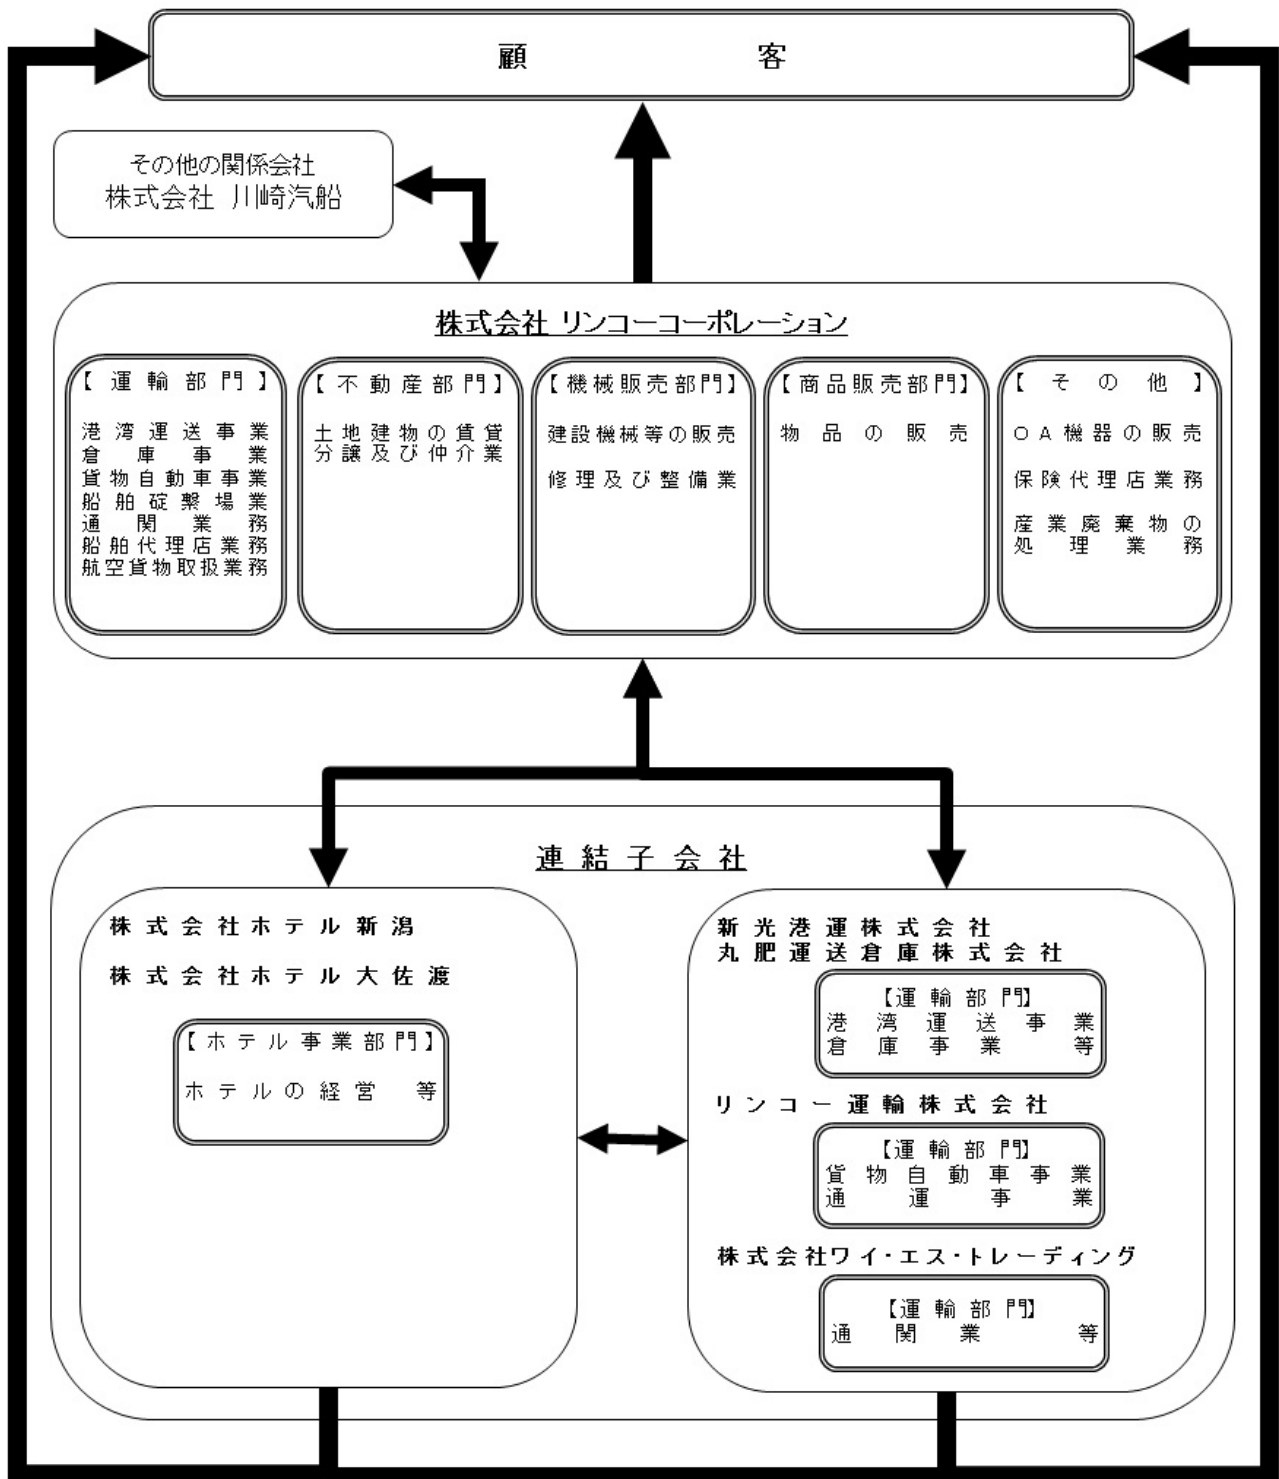 顧客
その他の関係会社
株式会社 川崎汽船
株式会社 リンコーコーポレーション
【運輸部門】
港湾運送事業
倉庫事業
貨物自動車事業
船舶碇繋場業
通関業務
船舶代理店業務
航空貨物取扱業務
【不動産部門】
土地建物の賃貸
分譲及び仲介業
【機械販売部門】
建設機械等の販売
修理及び整備業
【商品販売部門】
物品の販売
【その他】
OA機器の販売
保険代理店業務
産業廃棄物の
処理業務
連結子会社
株式会社ホテル新潟
株式会社ホテル大佐渡
【ホテル事業部門】
ホテルの経営 等
新光港運株式会社
丸肥運送倉庫株式会社
【運輸部門】
港湾運送事業
倉庫事業等
リンコー運輸株式会社
【運輸部門】
貨物自動車事業
通運事業
株式会社ワイ・エス・トレーディング
【運輸部門】
通関業 等